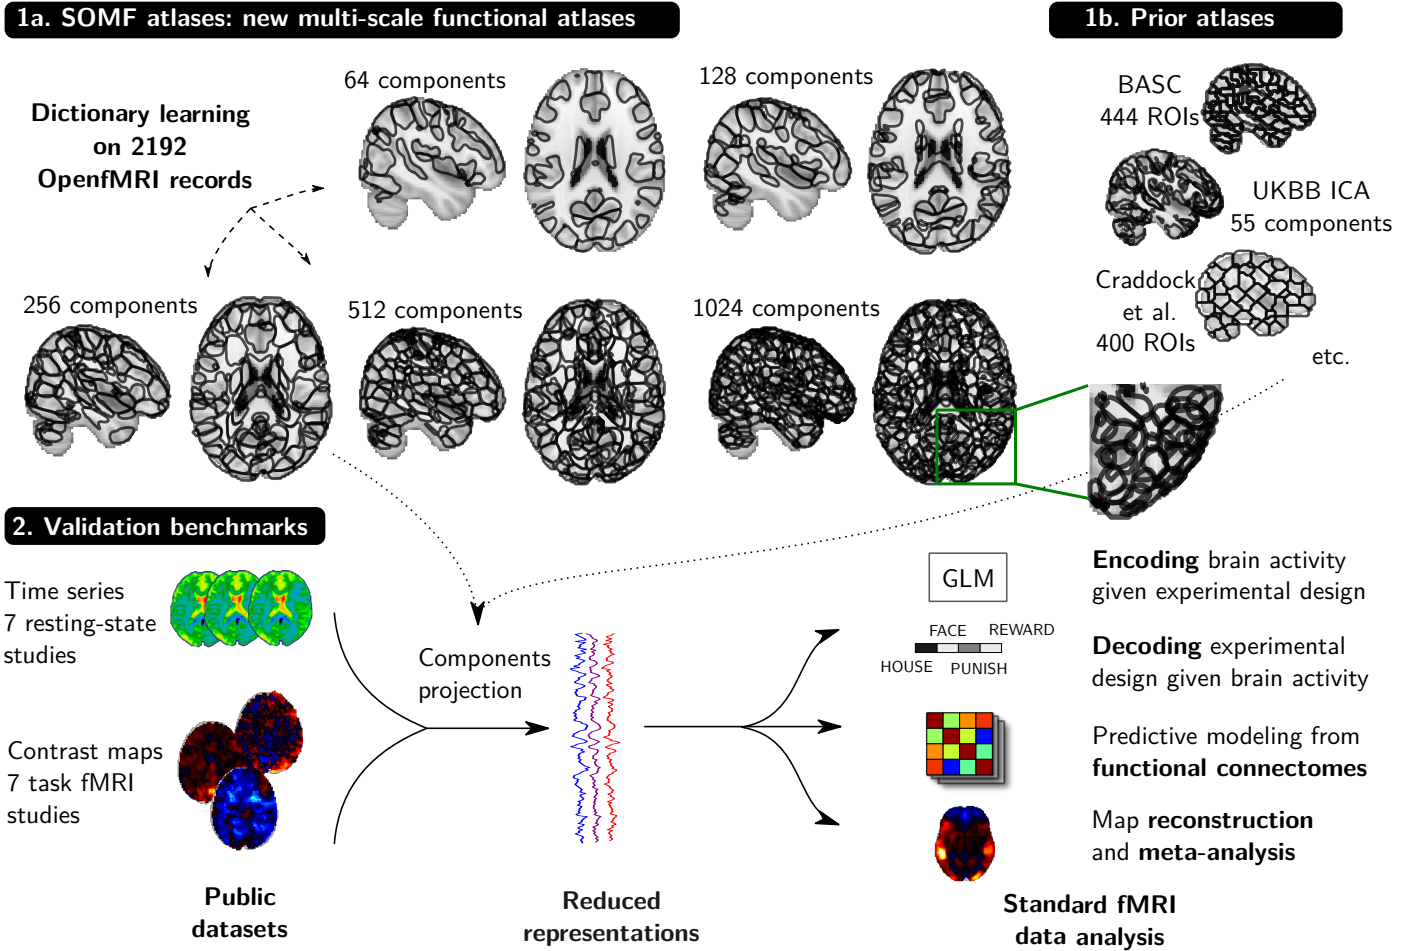 1a. SOMF atlases: new multi-scale functional atlases
Dictionary learning
on 2192
OpenfMRI records
64 components
128 components
256 components
512 components
1024 components
1b. Prior atlases
BASC
444 ROIs
UKBB ICA
55 components
Craddock
et al.
400 ROIs
etc.
2. Validation benchmarks
Time series
7 resting-state
studies
Contrast maps
7 task fMRI
studies
Public
datasets
Components
projection
Reduced
representations
GLM
FACE REWARD
HOUSE PUNISH
Encoding brain activity
given experimental design
Decoding experimental
design given brain activity
Predictive modeling from
functional connectomes
Map reconstruction
and meta-analysis
Standard fMRI
data analysis